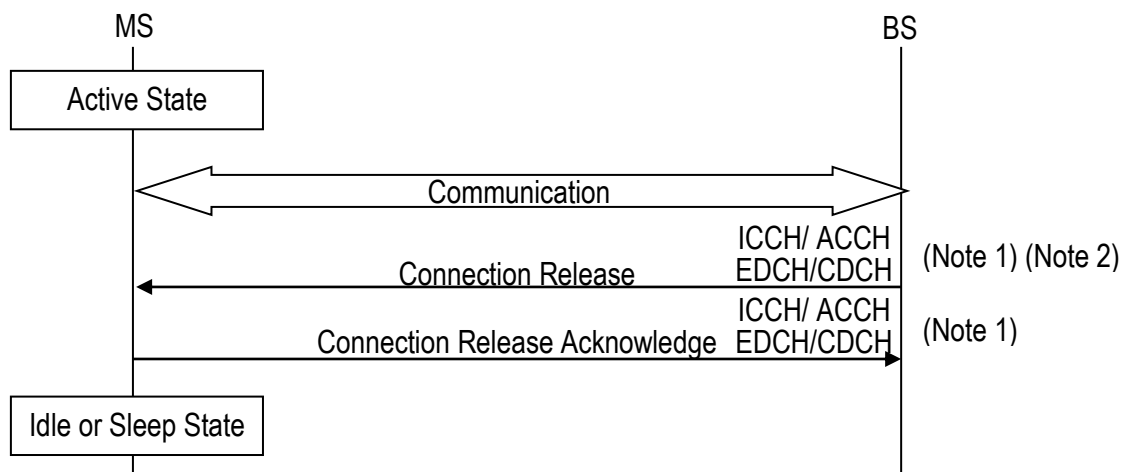 MS
BS
Active State
Communication
ICCH/ ACCH
EDCH/CDCH
(Note 1) (Note 2)
Connection Release
ICCH/ ACCH
EDCH/CDCH
(Note 1)
Connection Release Acknowledge
Idle or Sleep State